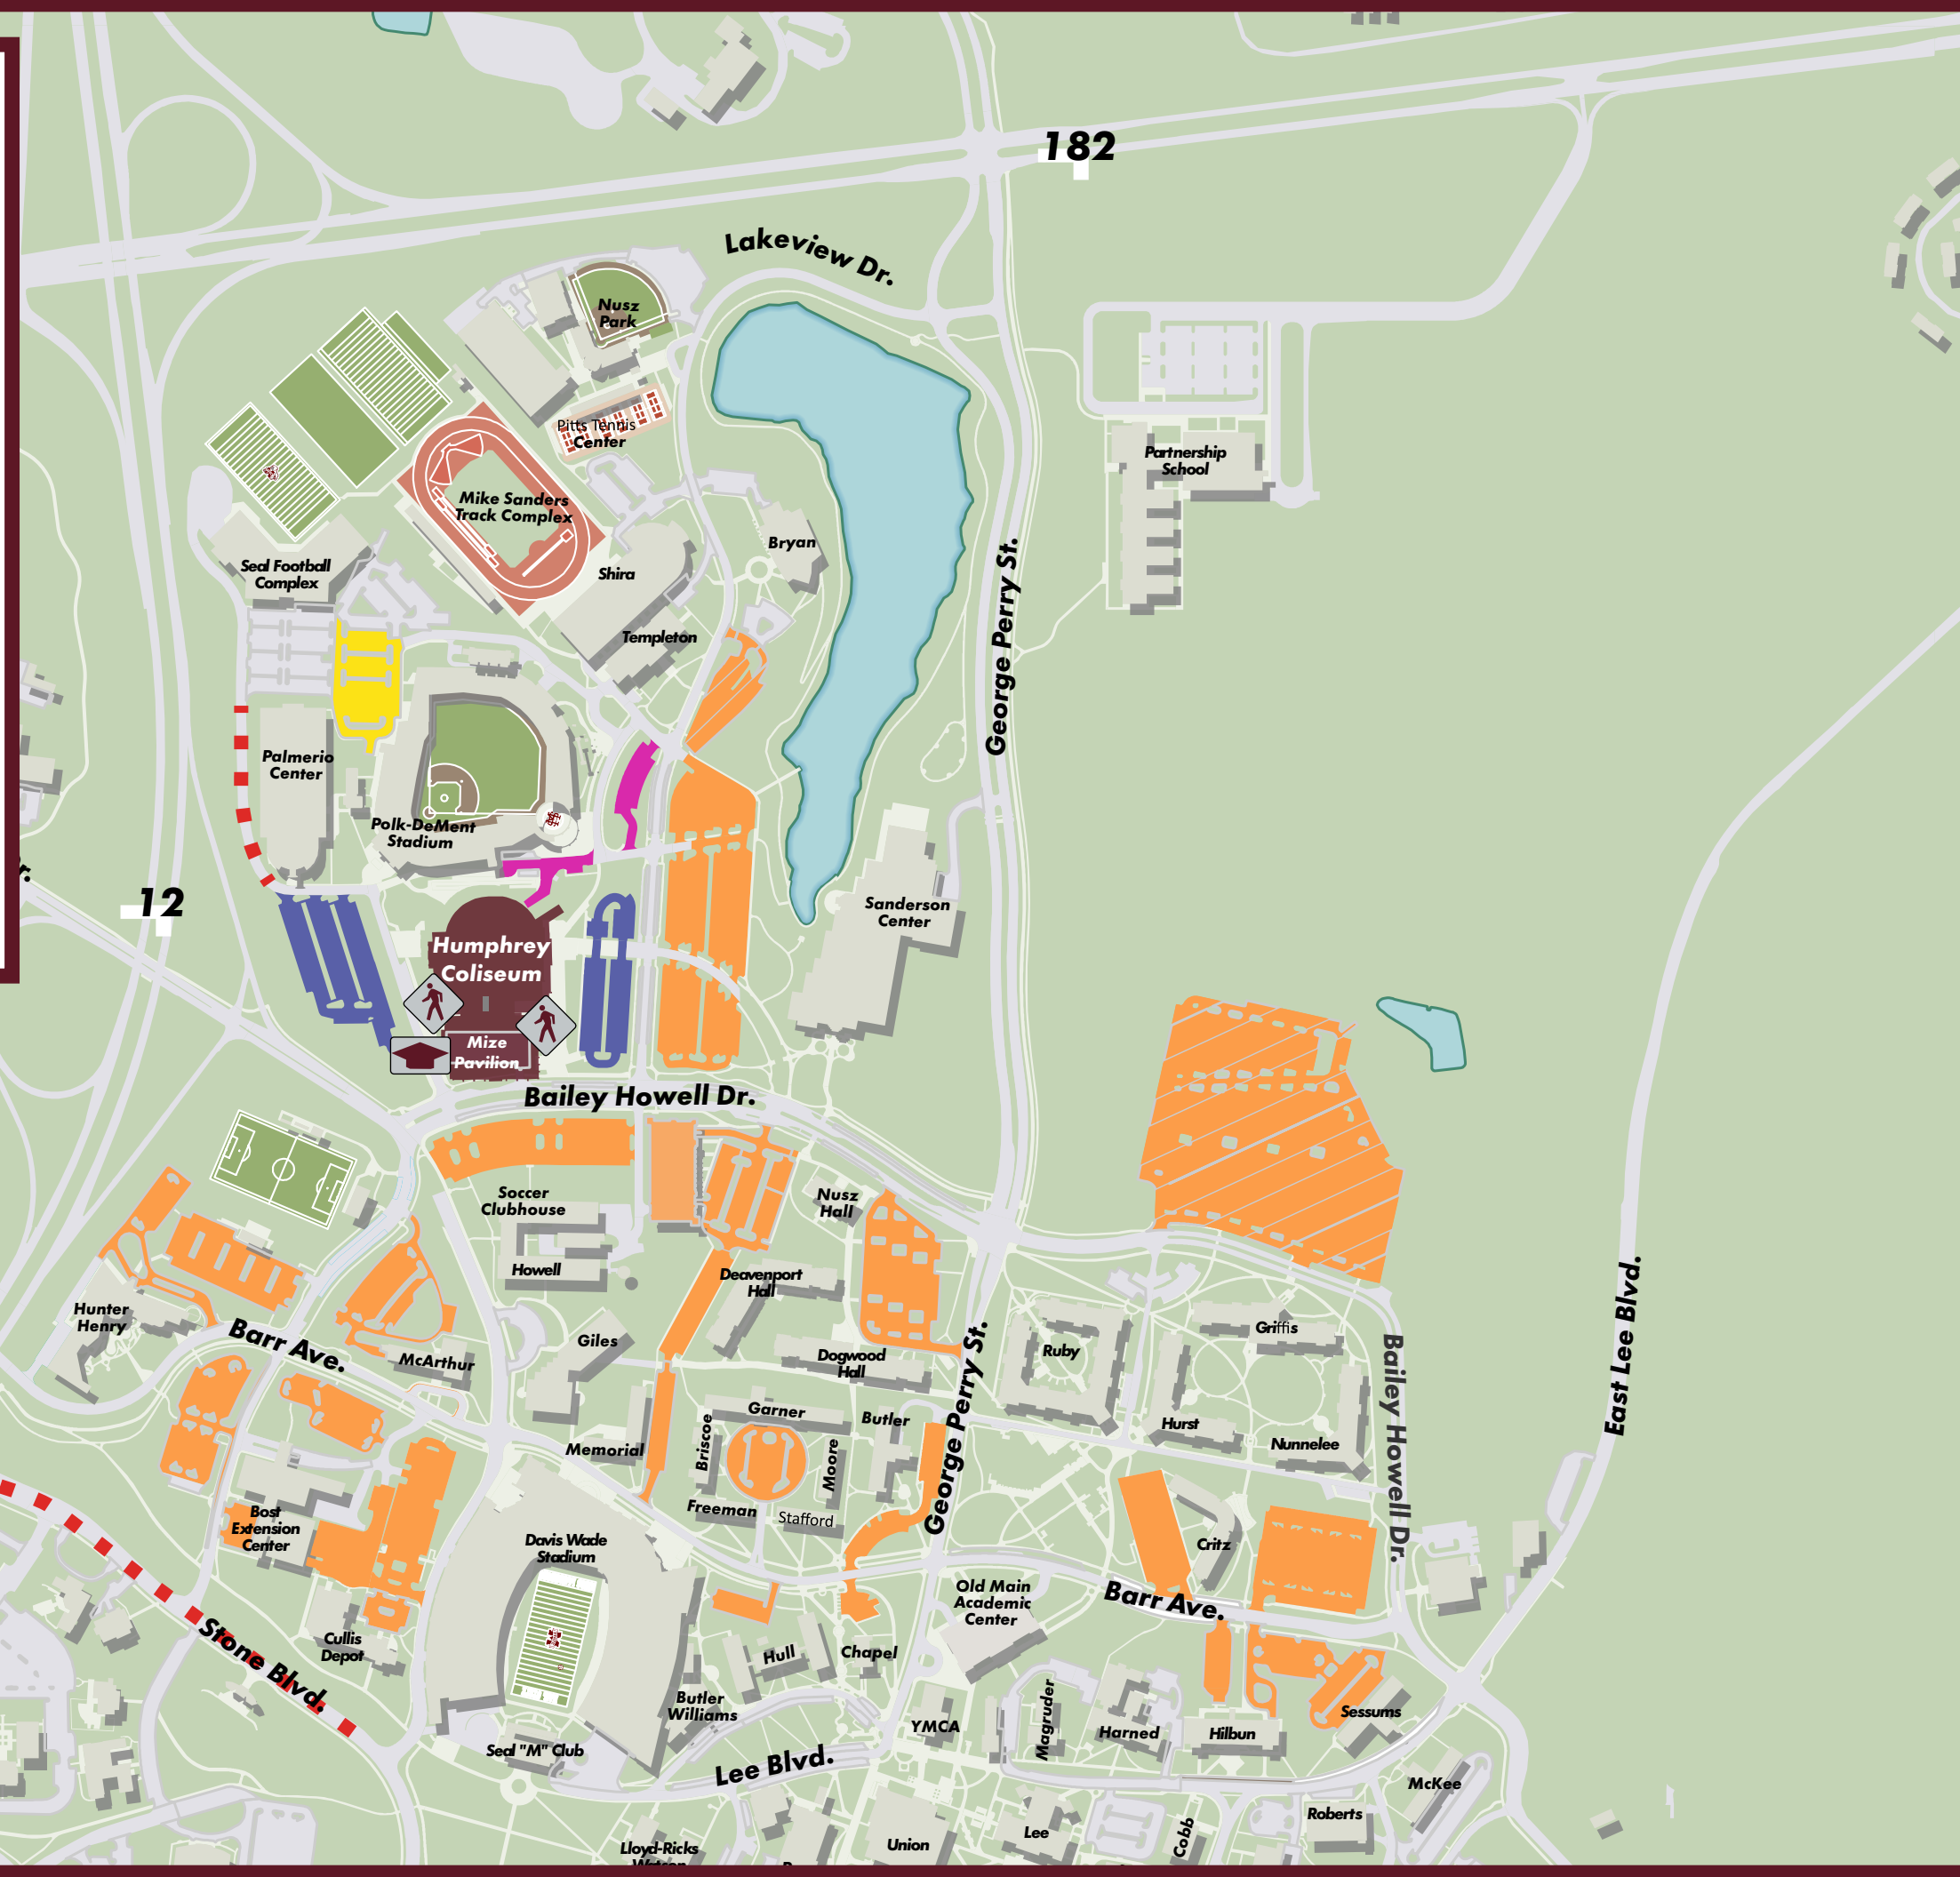 182
Lakeview Dr.
Nusz
Park
Pitts Tennis
Center
Mike Sanders
Track Complex
Partnership
School
Bryan
Shira
Seal Football
Complex
Templeton
George Perry St.
Palmerio
Center
Polk-DeMent
Stadium
12
Sanderson
Center
Humphrey
Coliseum
Mize
Pavilion
Bailey Howell Dr.
Soccer
Clubhouse
Nusz
Hall
Howell
Deavenport
Hall
Hunter
Henry
Barr Ave.
Giles
McArthur
Dogwood
Hall
Ruby
Griffis
East Lee Blvd.
Bailey Howell Dr.
George Perry St.
Garner
Butler
Hurst
Nunnelee
Memorial
Briscoe
Moore
Freeman
Stafford
Bost
Extension
Center
Davis Wade
Stadium
Critz
Old Main
Academic
Center
Barr Ave.
Stone Blvd.
Cullis
Depot
Hull
Chapel
Butler
Williams
YMCA
Magruder
Harned
Hilbun
Sessums
Seal "M" Club
Lee Blvd.
McKee
Roberts
Lloyd-Ricks
Union
Lee
Cobb